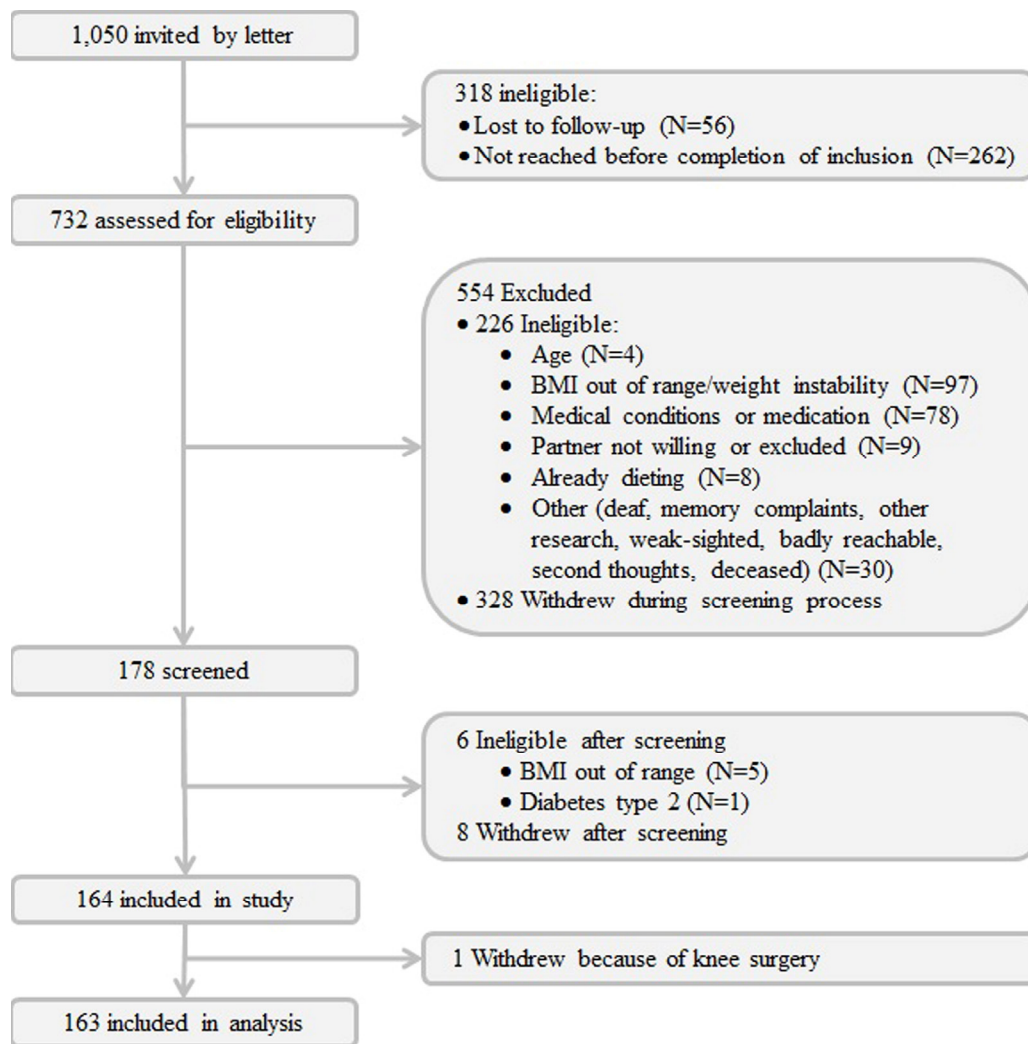 1,050 invited by letter
318 ineligible:
•Lost to follow-up (N=56)
•Not reached before completion of inclusion (N=262)
732 assessed for eligibility
554 Excluded
• 226 Ineligible:
• Age (N=4)
• BMI out of range/weight instability (N=97)
• Medical conditions or medication (N=78)
• Partner not willing or excluded (N=9)
• Already dieting (N=8)
• Other (deaf, memory complaints, other
research, weak-sighted, badly reachable,
second thoughts, deceased) (N=30)
• 328 Withdrew during screening process
178 screened
6 Ineligible after screening
• BMI out of range (N=5)
• Diabetes type 2 (N=1)
8 Withdrew after screening
164 included in study
1 Withdrew because of knee surgery
163 included in analysis